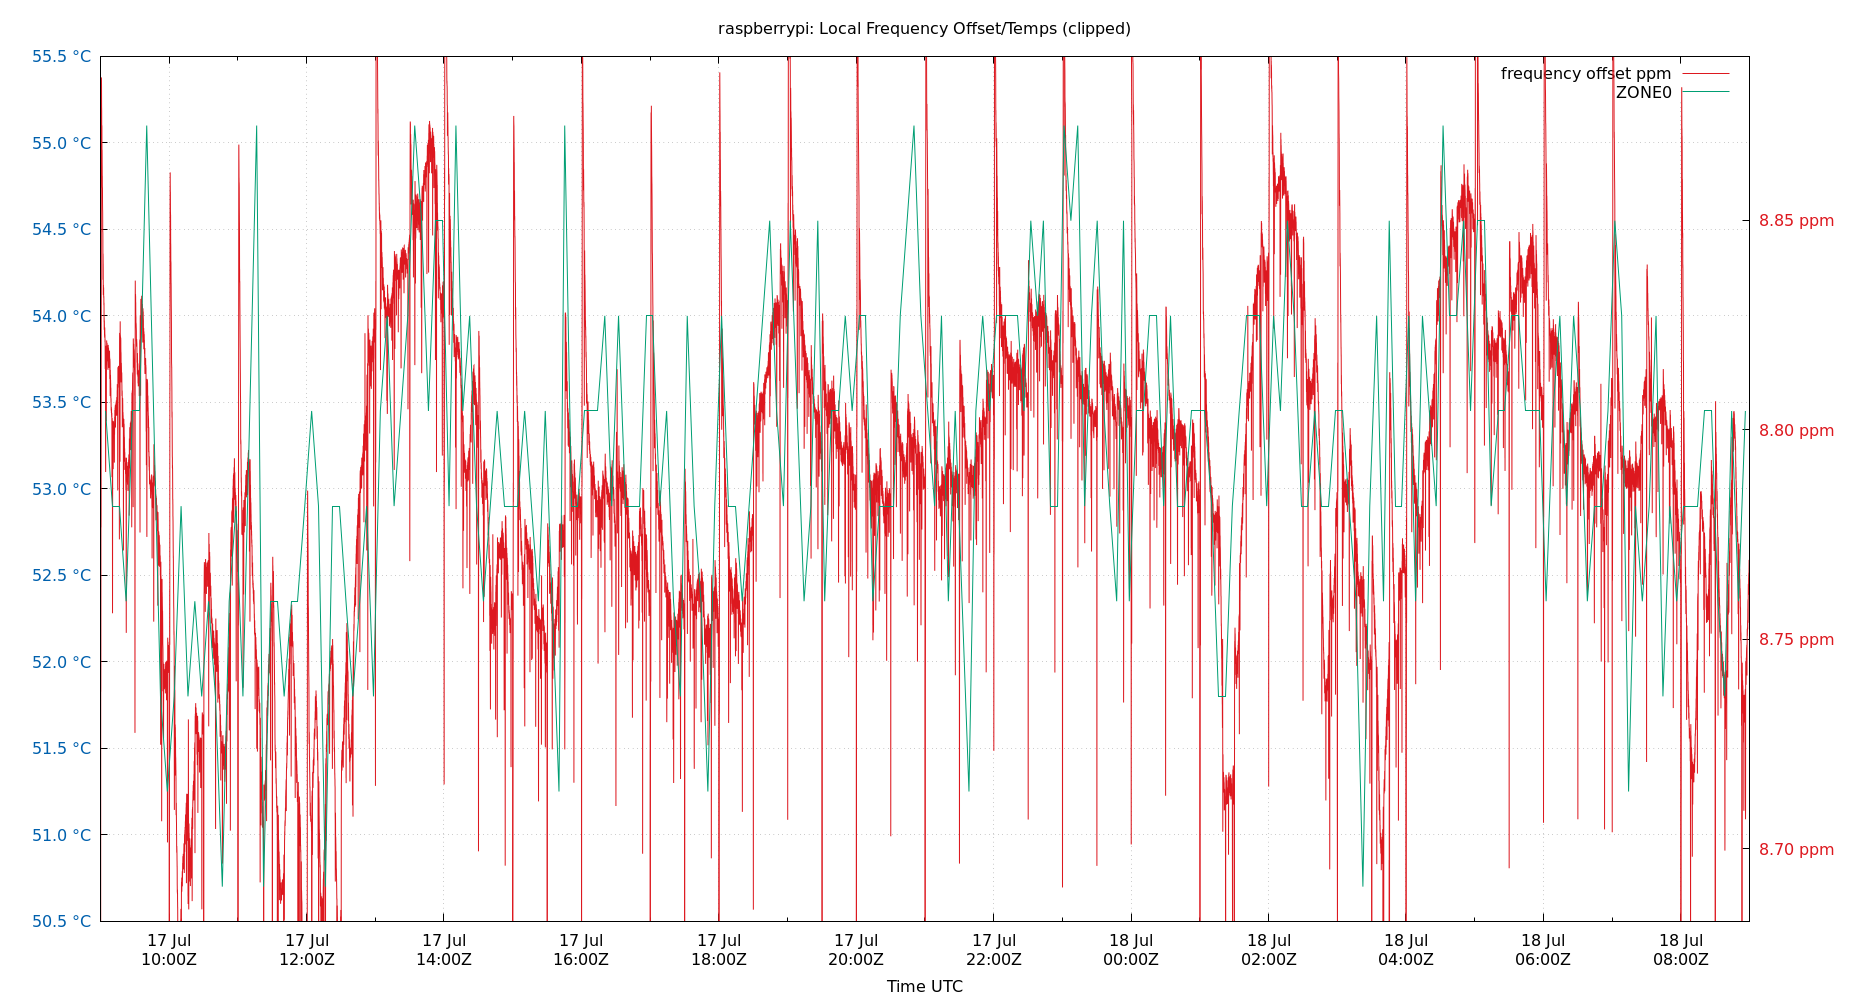 raspberrypi: Local Frequency Offset/Temps (clipped)
frequency offset ppm
ZONE0
55.5 °C
55.0 °C
54.5 °C
54.0 °C
53.5 °C
53.0 °C
52.5 °C
52.0 °C
51.5 °C
51.0 °C
50.5 °C
8.85 ppm
8.80 ppm
8.75 ppm
8.70 ppm
17 Jul
10:00Z
17 Jul
12:00Z
17 Jul
14:00Z
17 Jul
16:00Z
17 Jul
18:00Z
17 Jul
20:00Z
17 Jul
22:00Z
18 Jul
00:00Z
18 Jul
02:00Z
18 Jul
04:00Z
18 Jul
06:00Z
18 Jul
08:00Z
Time UTC